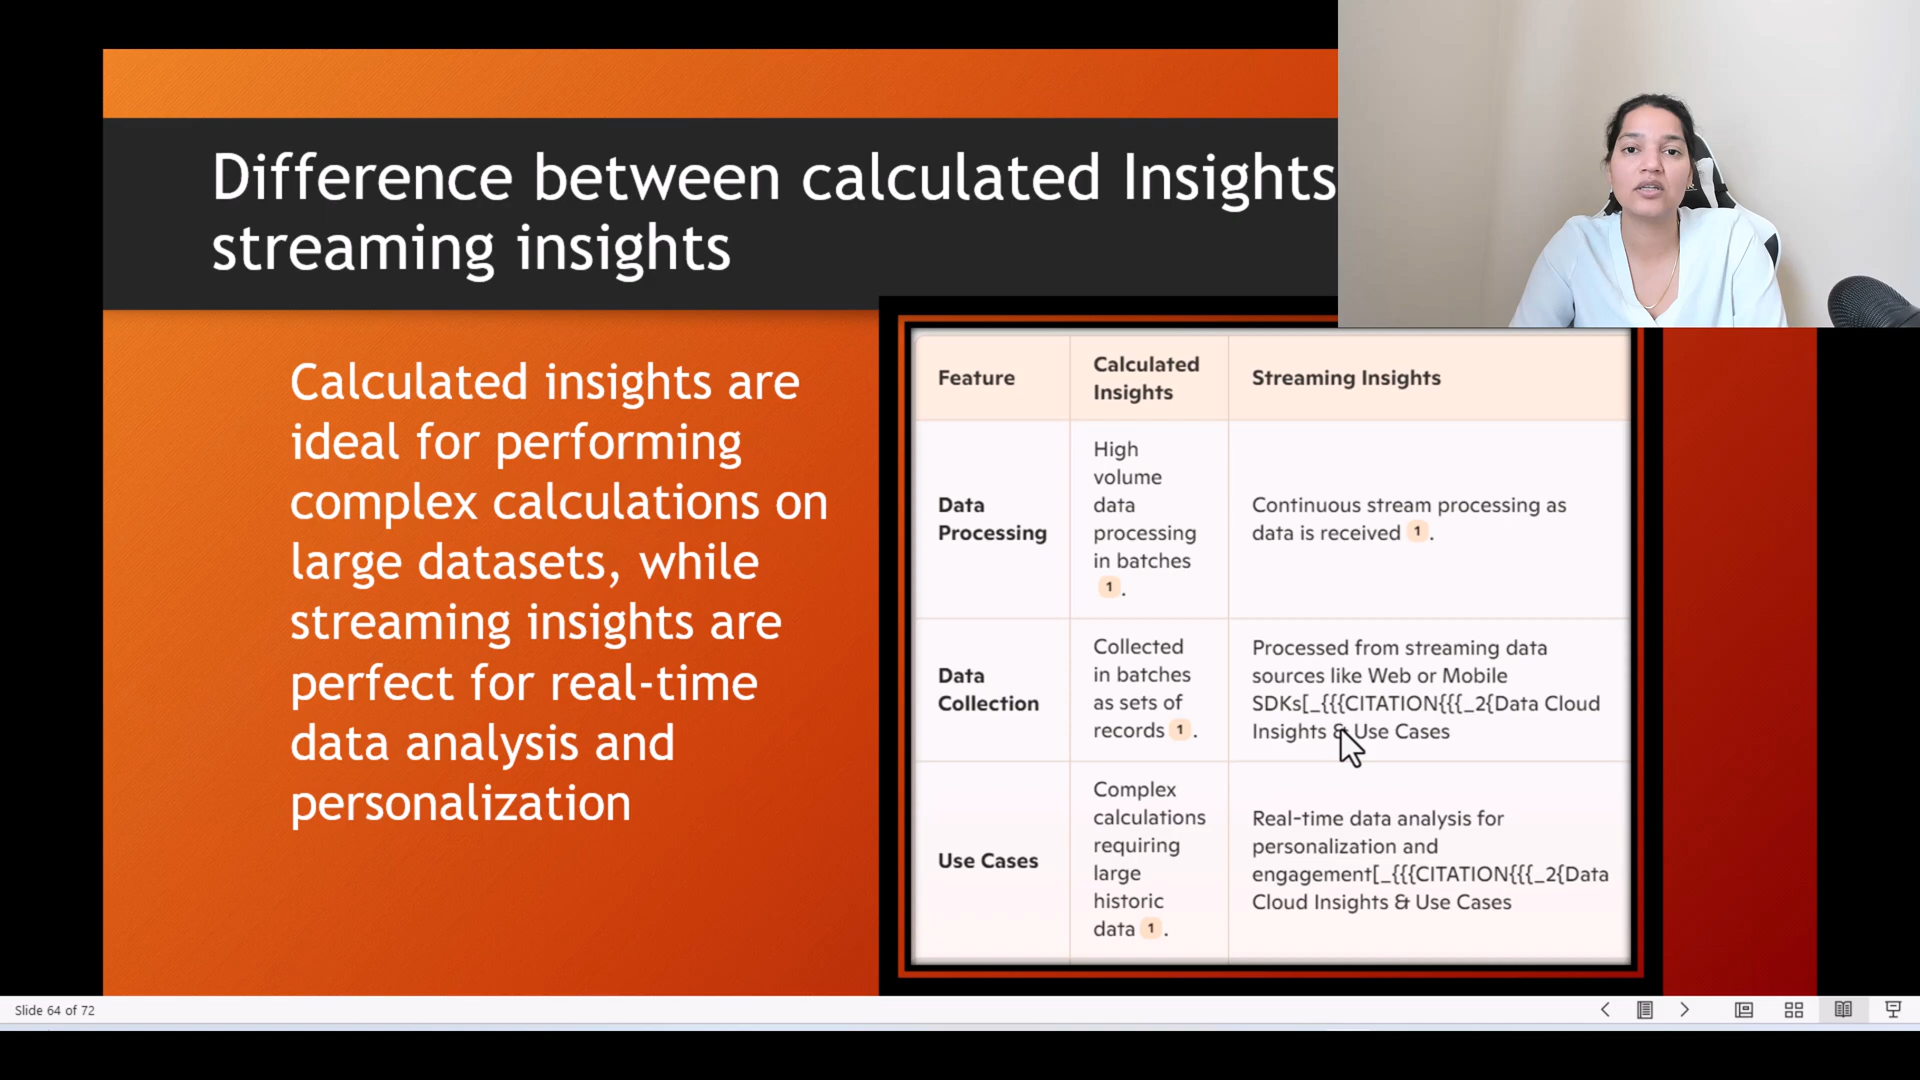 Difference between calculated Insights
streaming insights
Calculated insights are
ideal for performing
complex calculations on
large datasets, while
streaming insights are
perfect for real-time
data analysis and
personalization
Feature
Calculated
Insights
Streaming Insights
Data
Processing
High
volume
data
processing
in batches
1.
Continuous stream processing as
data is received 1.
Data
Collection
Collected
in batches
as sets of
records 1.
Processed from streaming data
sources like Web or Mobile
SDKs[_{{{CITATION{{{_2{Data Cloud
Insights & Use Cases
Use Cases
Complex
calculations
requiring
large
historic
data 1.
Real-time data analysis for
personalization and
engagement[_{{{CITATION{{{_2{Data
Cloud Insights & Use Cases
Slide 64 of 72